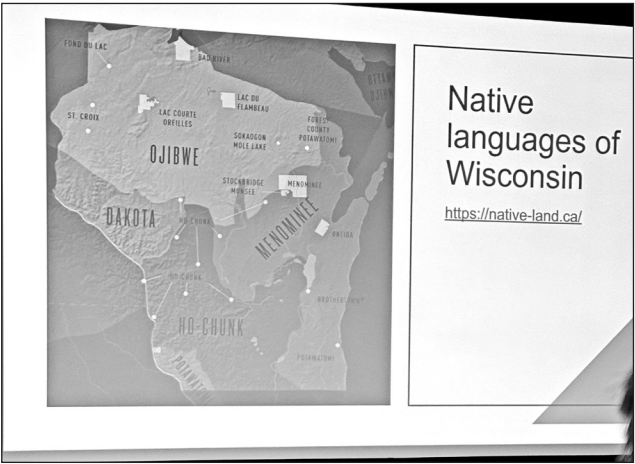 FOND DU LAC
BAD RIVER
ST. CROIX
LAC COURTE
OREILLES
LAC DU
FLAMBEAU
OTTAWA
FOREST
COUNTY
POTAWATOMI
SOKAOGON
MOLE LAKE
OJIBWE
STOCKBRIDGE
MUNSEE
MENOMINEE
DAKOTA
HO-CHUNK
MENOMINEE
ONEIDA
HO-CHUNK
BROTHERTOWN
HO-CHUNK
POTAWATOMI
Native
languages of
Wisconsin
https://native-land.ca/